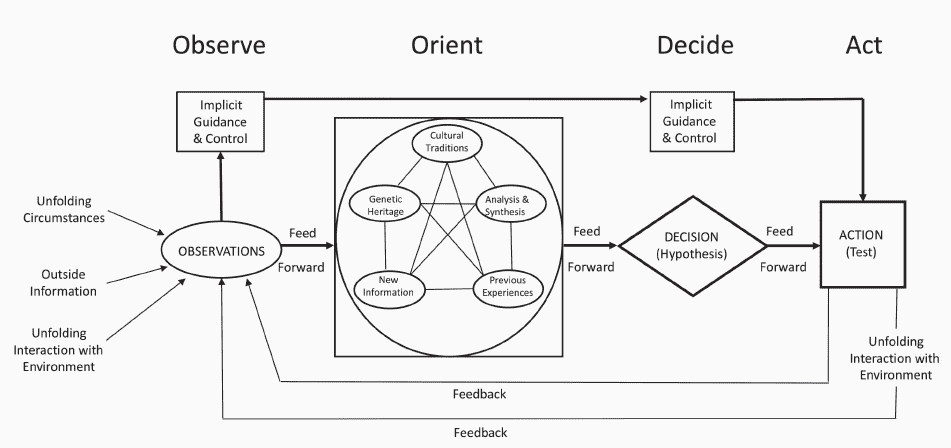 Observe
Orient
Decide
Act
Implicit
Guidance
& Control
Implicit
Guidance
& Control
Cultural
Traditions
Genetic
Heritage
Analysis &
Synthesis
New
Information
Previous
Experiences
Unfolding
Circumstances
Outside
Information
Unfolding
Interaction with
Environment
OBSERVATIONS
Feed
Forward
Feed
Forward
DECISION
(Hypothesis)
Feed
Forward
ACTION
(Test)
Unfolding
Interaction with
Environment
Feedback
Feedback